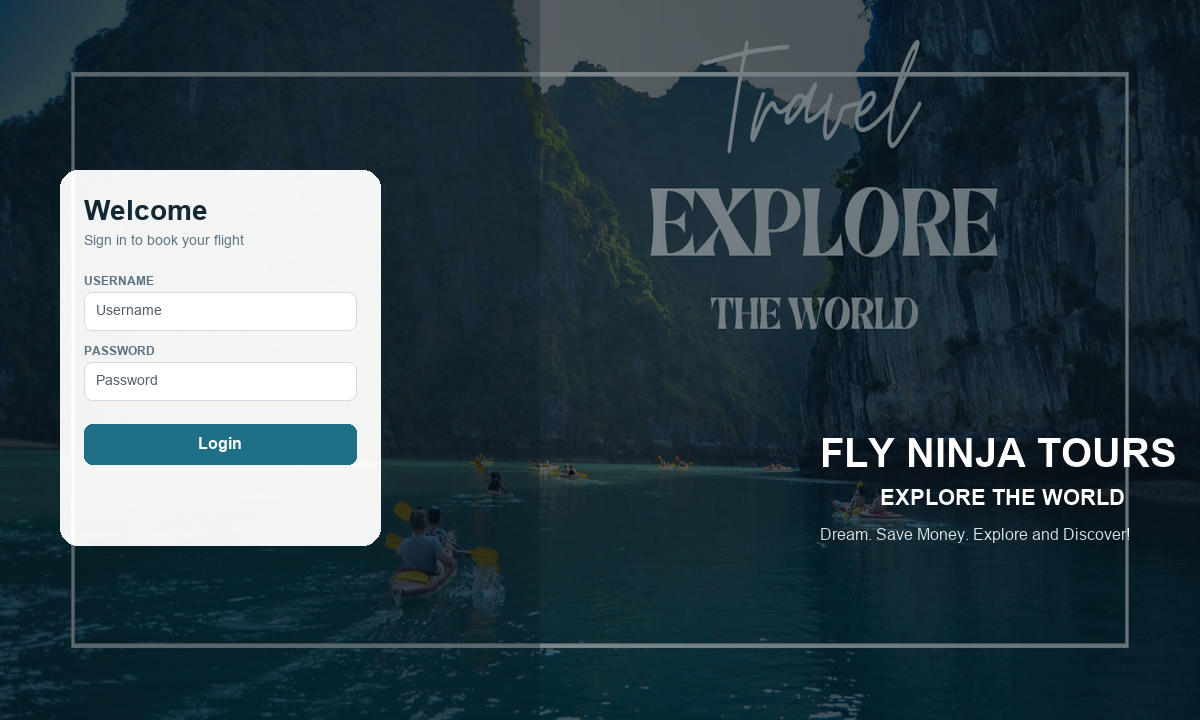 Travel
EXPLORE
THE WORLD
Welcome
Sign in to book your flight
USERNAME
Username
PASSWORD
Password
Login
FLY NINJA TOURS
EXPLORE THE WORLD
Dream. Save Money. Explore and Discover!